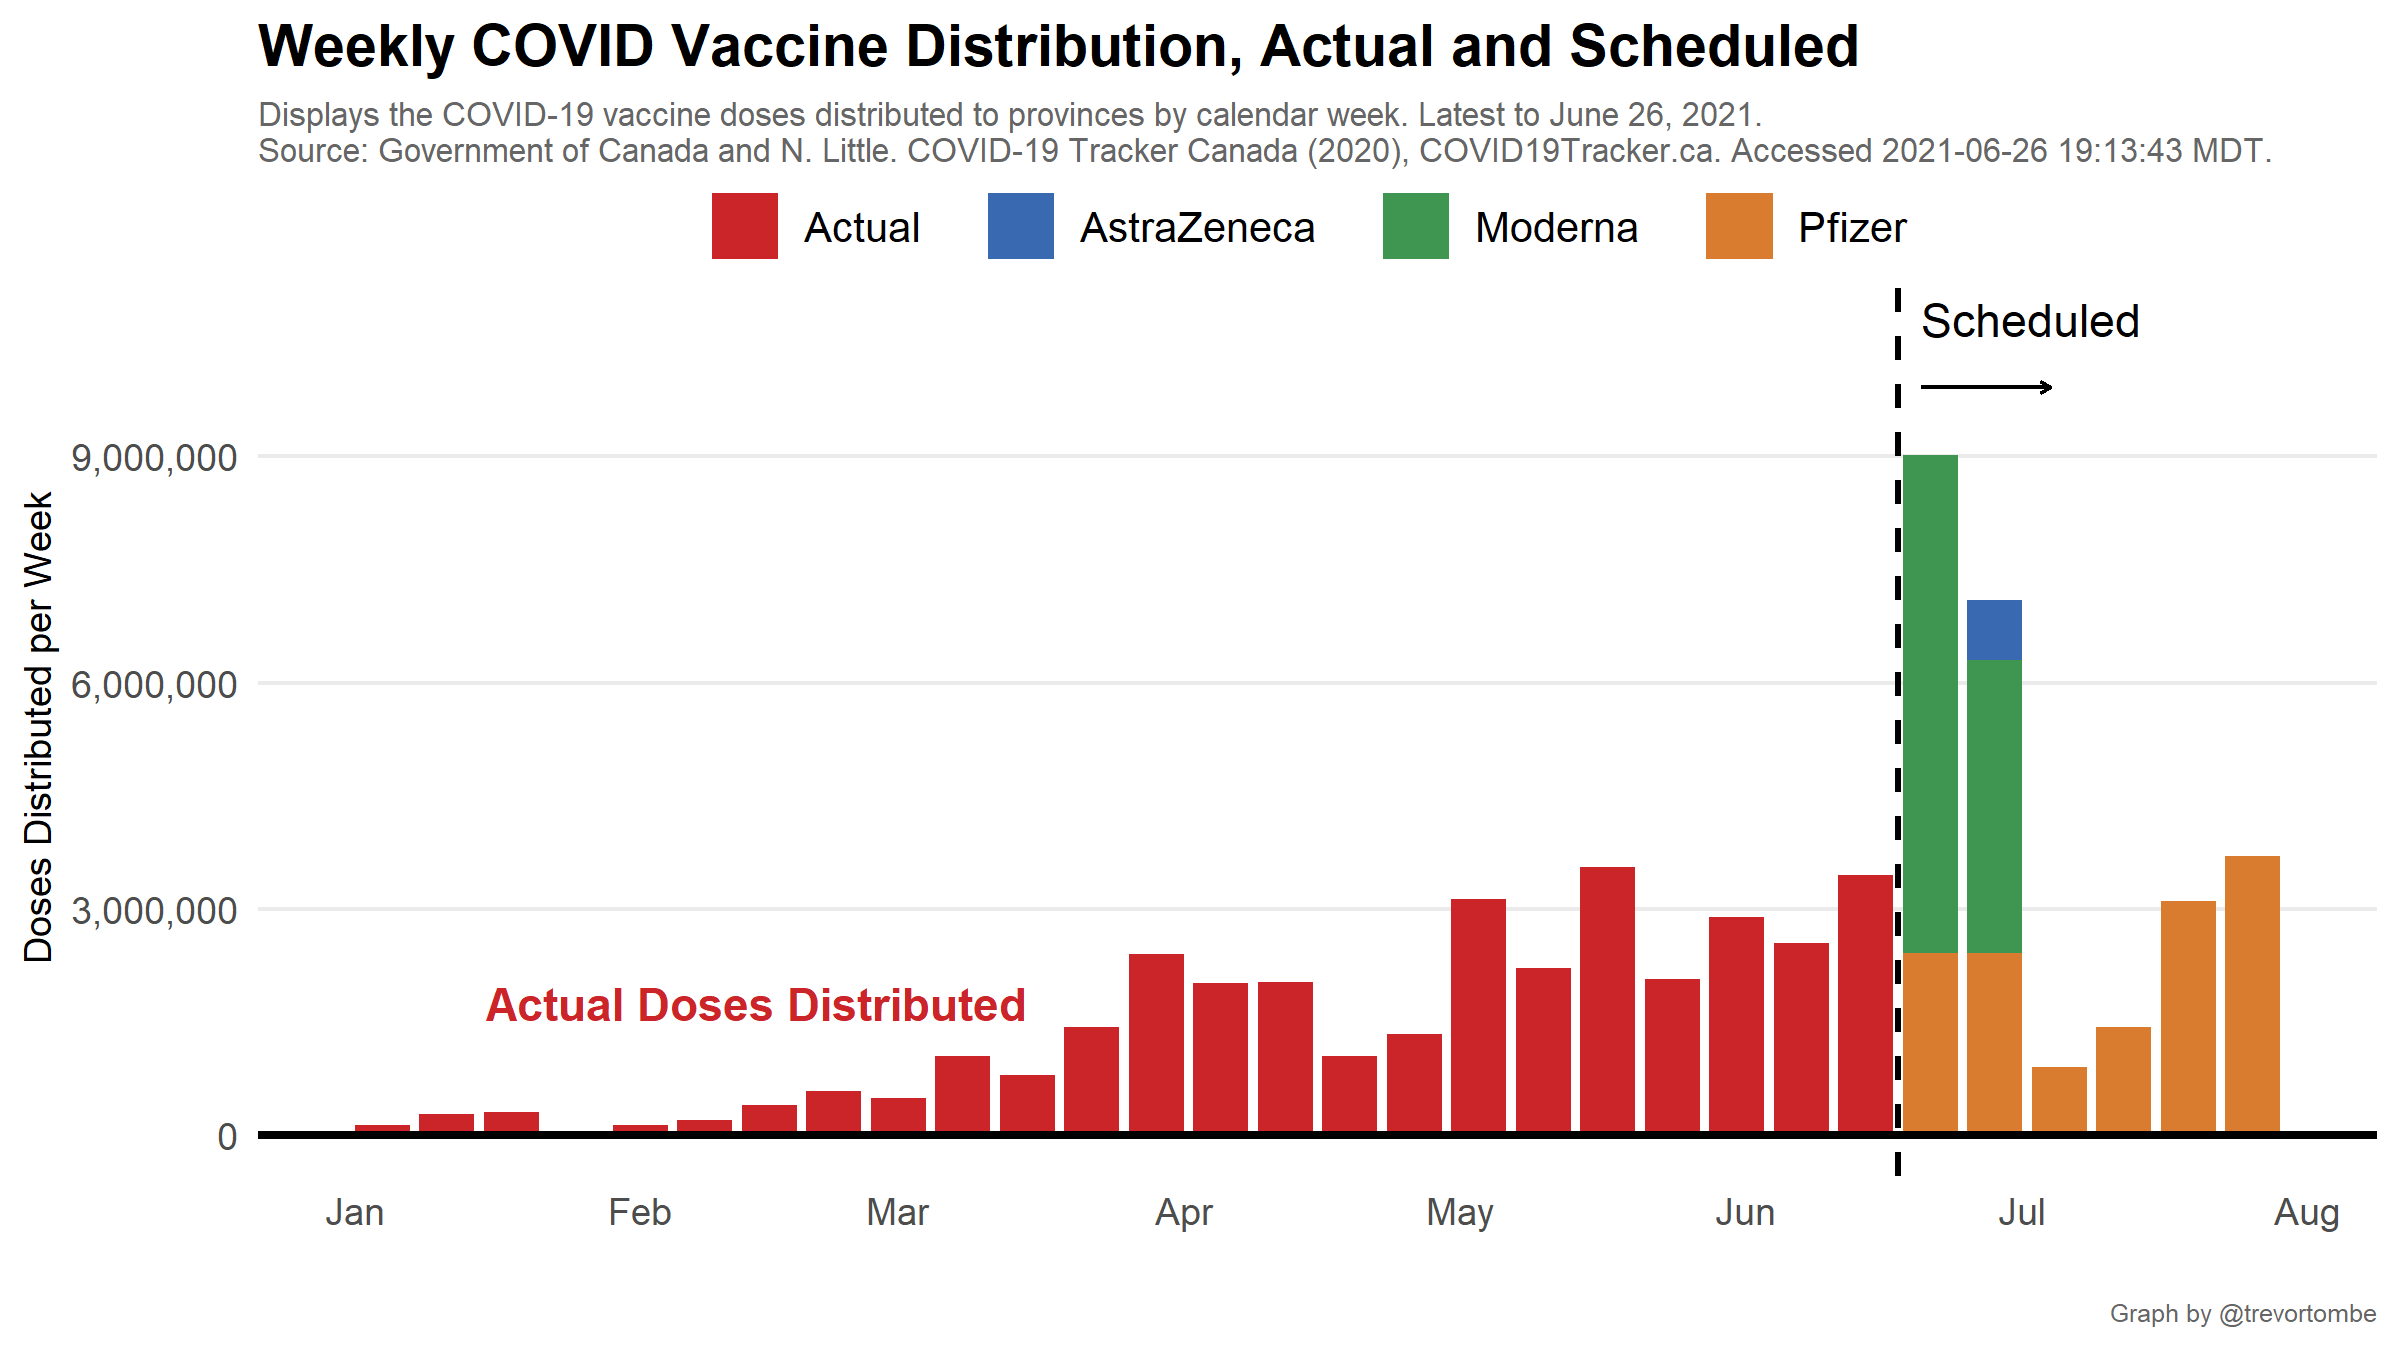 Weekly COVID Vaccine Distribution, Actual and Scheduled
Displays the COVID-19 vaccine doses distributed to provinces by calendar week. Latest to June 26, 2021.
Source: Government of Canada and N. Little. COVID-19 Tracker Canada (2020), COVID19Tracker.ca. Accessed 2021-06-26 19:13:43 MDT.
Actual AstraZeneca Moderna Pfizer
Scheduled
Doses Distributed per Week
9,000,000
6,000,000
3,000,000
0
Actual Doses Distributed
Jan Feb Mar Apr May Jun Jul Aug
Graph by @trevortombe